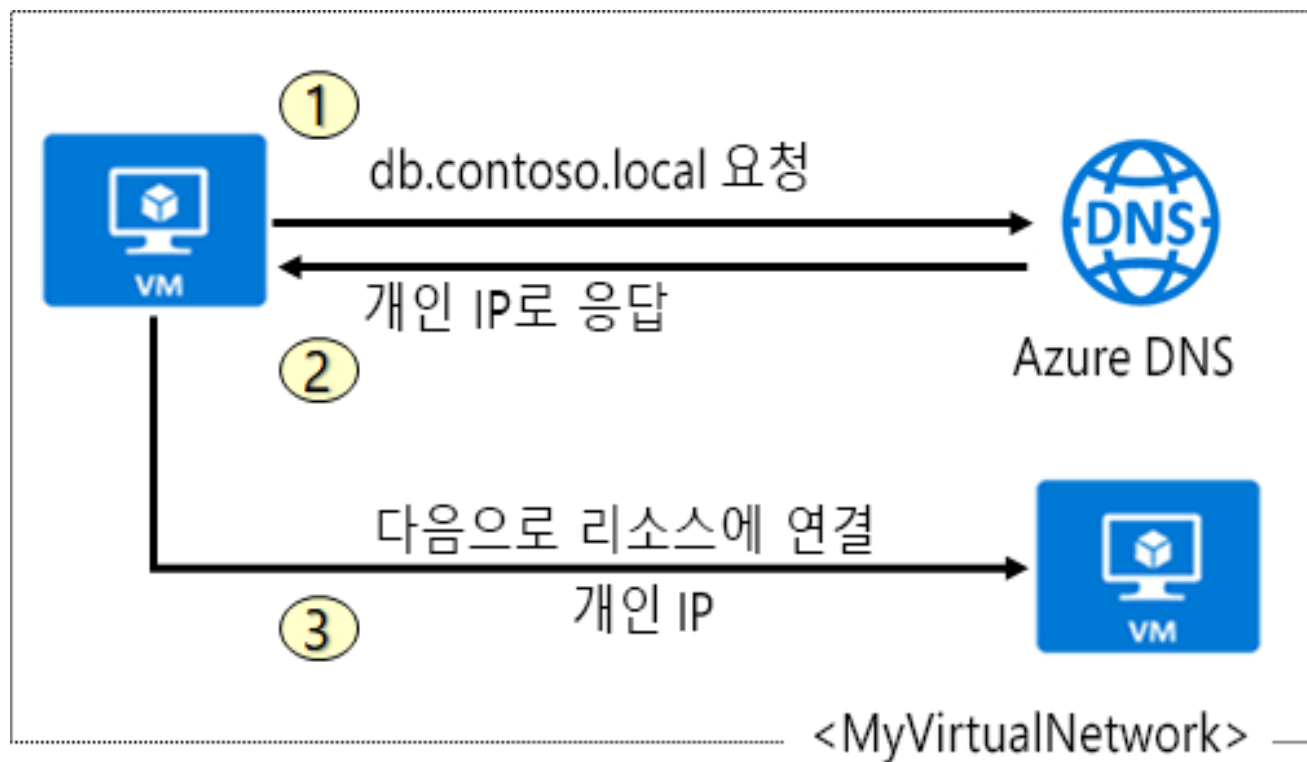 1
db.contoso.local 요청
VM
DNS
개인 IP로 응답
2
Azure DNS
다음으로 리소스에 연결
개인 IP
3
VM
<MyVirtualNetwork>